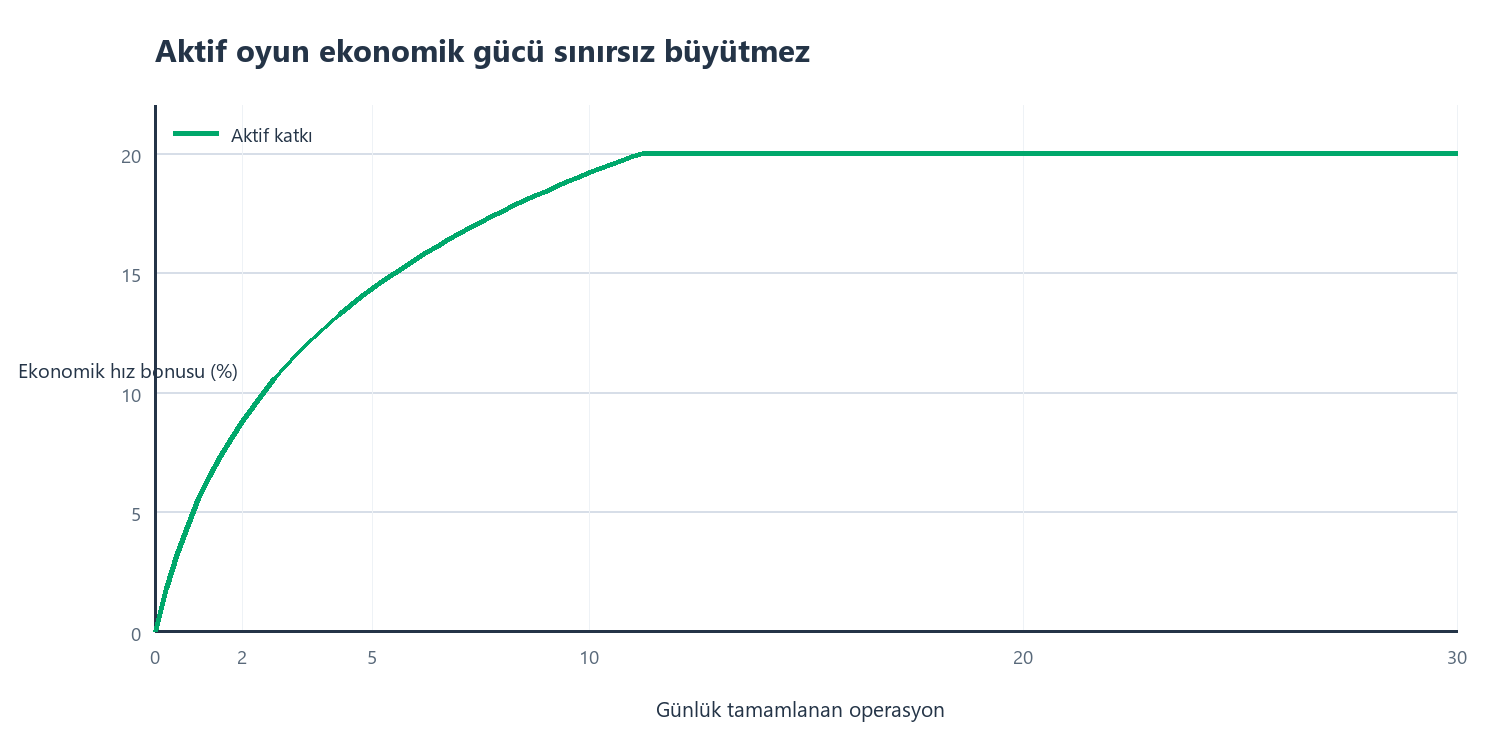 Aktif oyun ekonomik gücü sınırsız büyütmez
Aktif katkı
20
15
Ekonomik hız bonusu (%)
10
5
0
0 2 5 10 20 30
Günlük tamamlanan operasyon